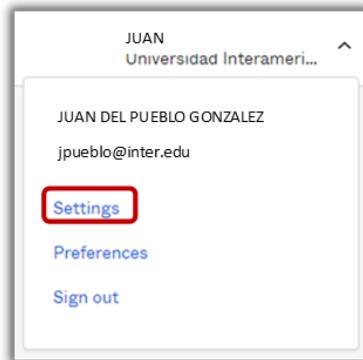 JUAN
Universidad Interameri...
JUAN DEL PUEBLO GONZALEZ
jpueblo@inter.edu
Settings
Preferences
Sign out